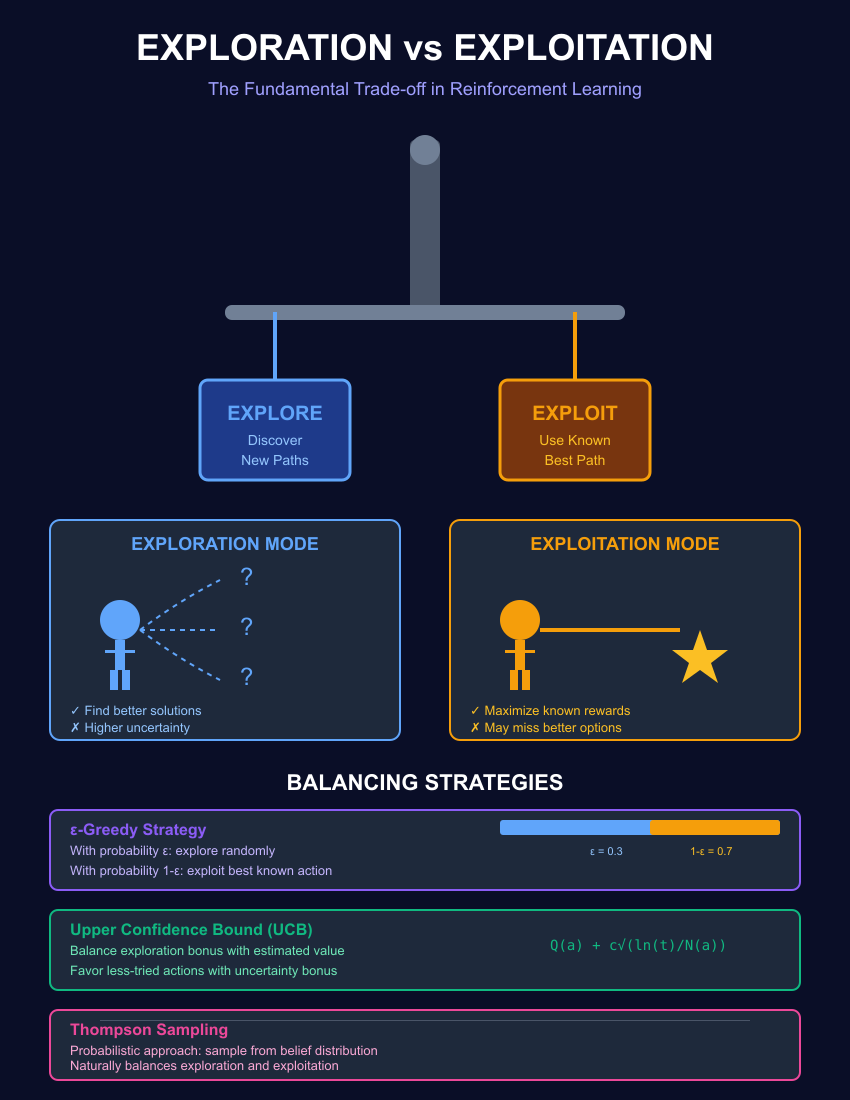 EXPLORATION vs EXPLOITATION
The Fundamental Trade-off in Reinforcement Learning
EXPLORE
Discover
New Paths
EXPLOIT
Use Known
Best Path
EXPLORATION MODE
?
?
?
✓ Find better solutions
✗ Higher uncertainty
EXPLOITATION MODE
✓ Maximize known rewards
✗ May miss better options
BALANCING STRATEGIES
ε-Greedy Strategy
With probability ε: explore randomly
With probability 1-ε: exploit best known action
ε = 0.3
1-ε = 0.7
Upper Confidence Bound (UCB)
Balance exploration bonus with estimated value
Favor less-tried actions with uncertainty bonus
Q(a) + c√(ln(t)/N(a))
Thompson Sampling
Probabilistic approach: sample from belief distribution
Naturally balances exploration and exploitation